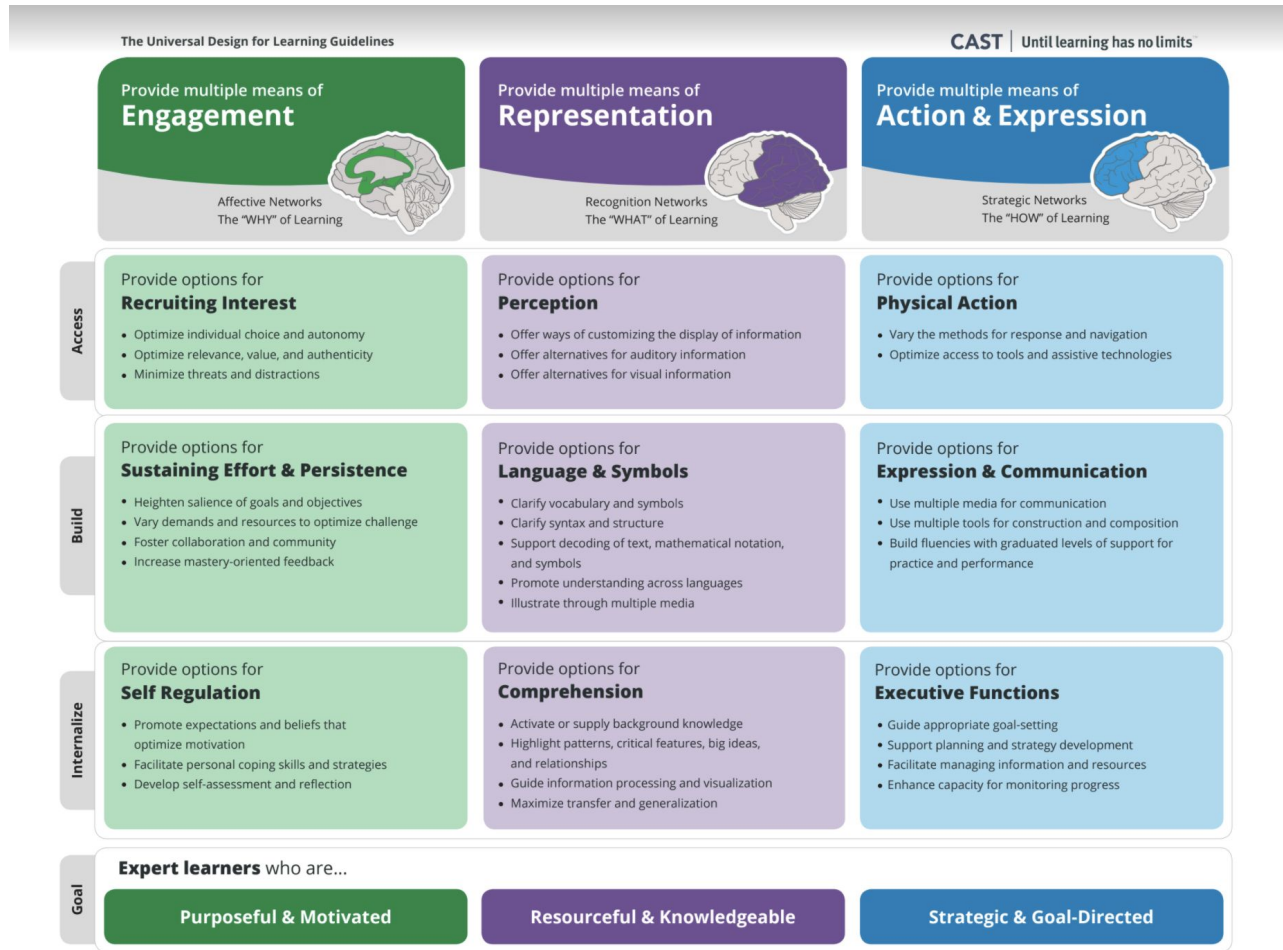 The Universal Design for Learning Guidelines
CAST | Until learning has no limits™
Provide multiple means of
Engagement
Affective Networks
The “WHY” of Learning
Provide multiple means of
Representation
Recognition Networks
The “WHAT” of Learning
Provide multiple means of
Action & Expression
Strategic Networks
The “HOW” of Learning
Access
Provide options for
Recruiting Interest
• Optimize individual choice and autonomy
• Optimize relevance, value, and authenticity
• Minimize threats and distractions
Provide options for
Perception
• Offer ways of customizing the display of information
• Offer alternatives for auditory information
• Offer alternatives for visual information
Provide options for
Physical Action
• Vary the methods for response and navigation
• Optimize access to tools and assistive technologies
Build
Provide options for
Sustaining Effort & Persistence
• Heighten salience of goals and objectives
• Vary demands and resources to optimize challenge
• Foster collaboration and community
• Increase mastery-oriented feedback
Provide options for
Language & Symbols
• Clarify vocabulary and symbols
• Clarify syntax and structure
• Support decoding of text, mathematical notation,
and symbols
• Promote understanding across languages
• Illustrate through multiple media
Provide options for
Expression & Communication
• Use multiple media for communication
• Use multiple tools for construction and composition
• Build fluencies with graduated levels of support for
practice and performance
Internalize
Provide options for
Self Regulation
• Promote expectations and beliefs that
optimize motivation
• Facilitate personal coping skills and strategies
• Develop self-assessment and reflection
Provide options for
Comprehension
• Activate or supply background knowledge
• Highlight patterns, critical features, big ideas,
and relationships
• Guide information processing and visualization
• Maximize transfer and generalization
Provide options for
Executive Functions
• Guide appropriate goal-setting
• Support planning and strategy development
• Facilitate managing information and resources
• Enhance capacity for monitoring progress
Goal
Expert learners who are...
Purposeful & Motivated
Resourceful & Knowledgeable
Strategic & Goal-Directed